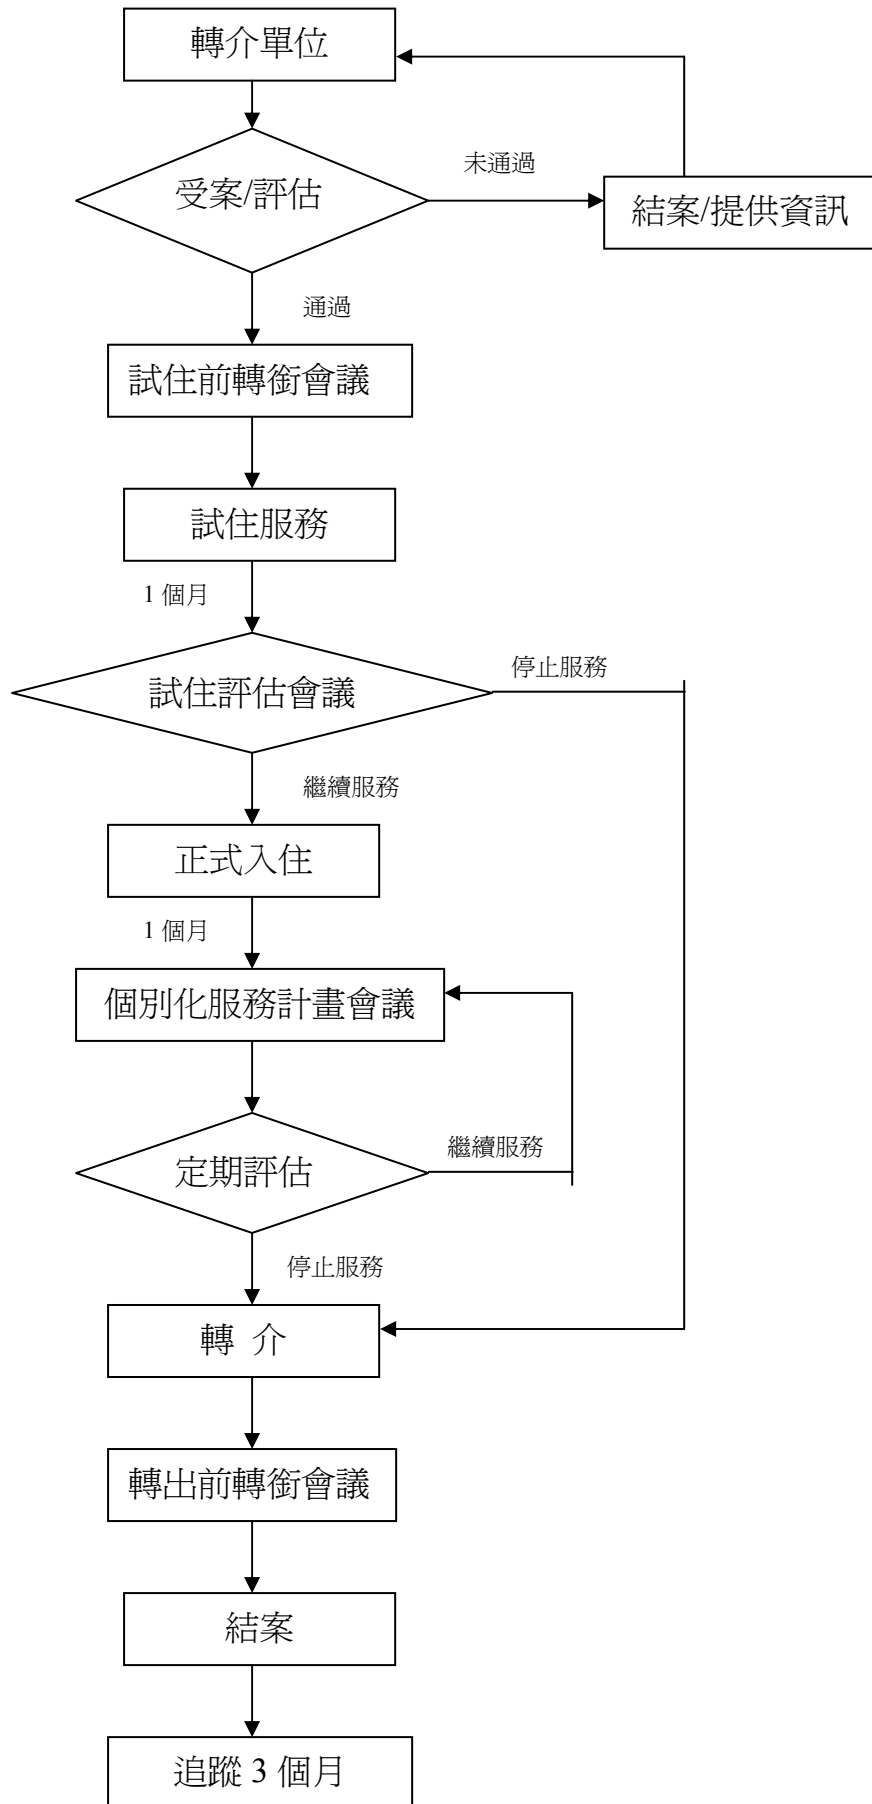 轉介單位
受案/評估
未通過
結案/提供資訊
通過
試住前轉銜會議
試住服務
1 個月
試住評估會議
停止服務
繼續服務
正式入住
1 個月
個別化服務計畫會議
定期評估
繼續服務
停止服務
轉 介
轉出前轉銜會議
結案
追蹤 3 個月